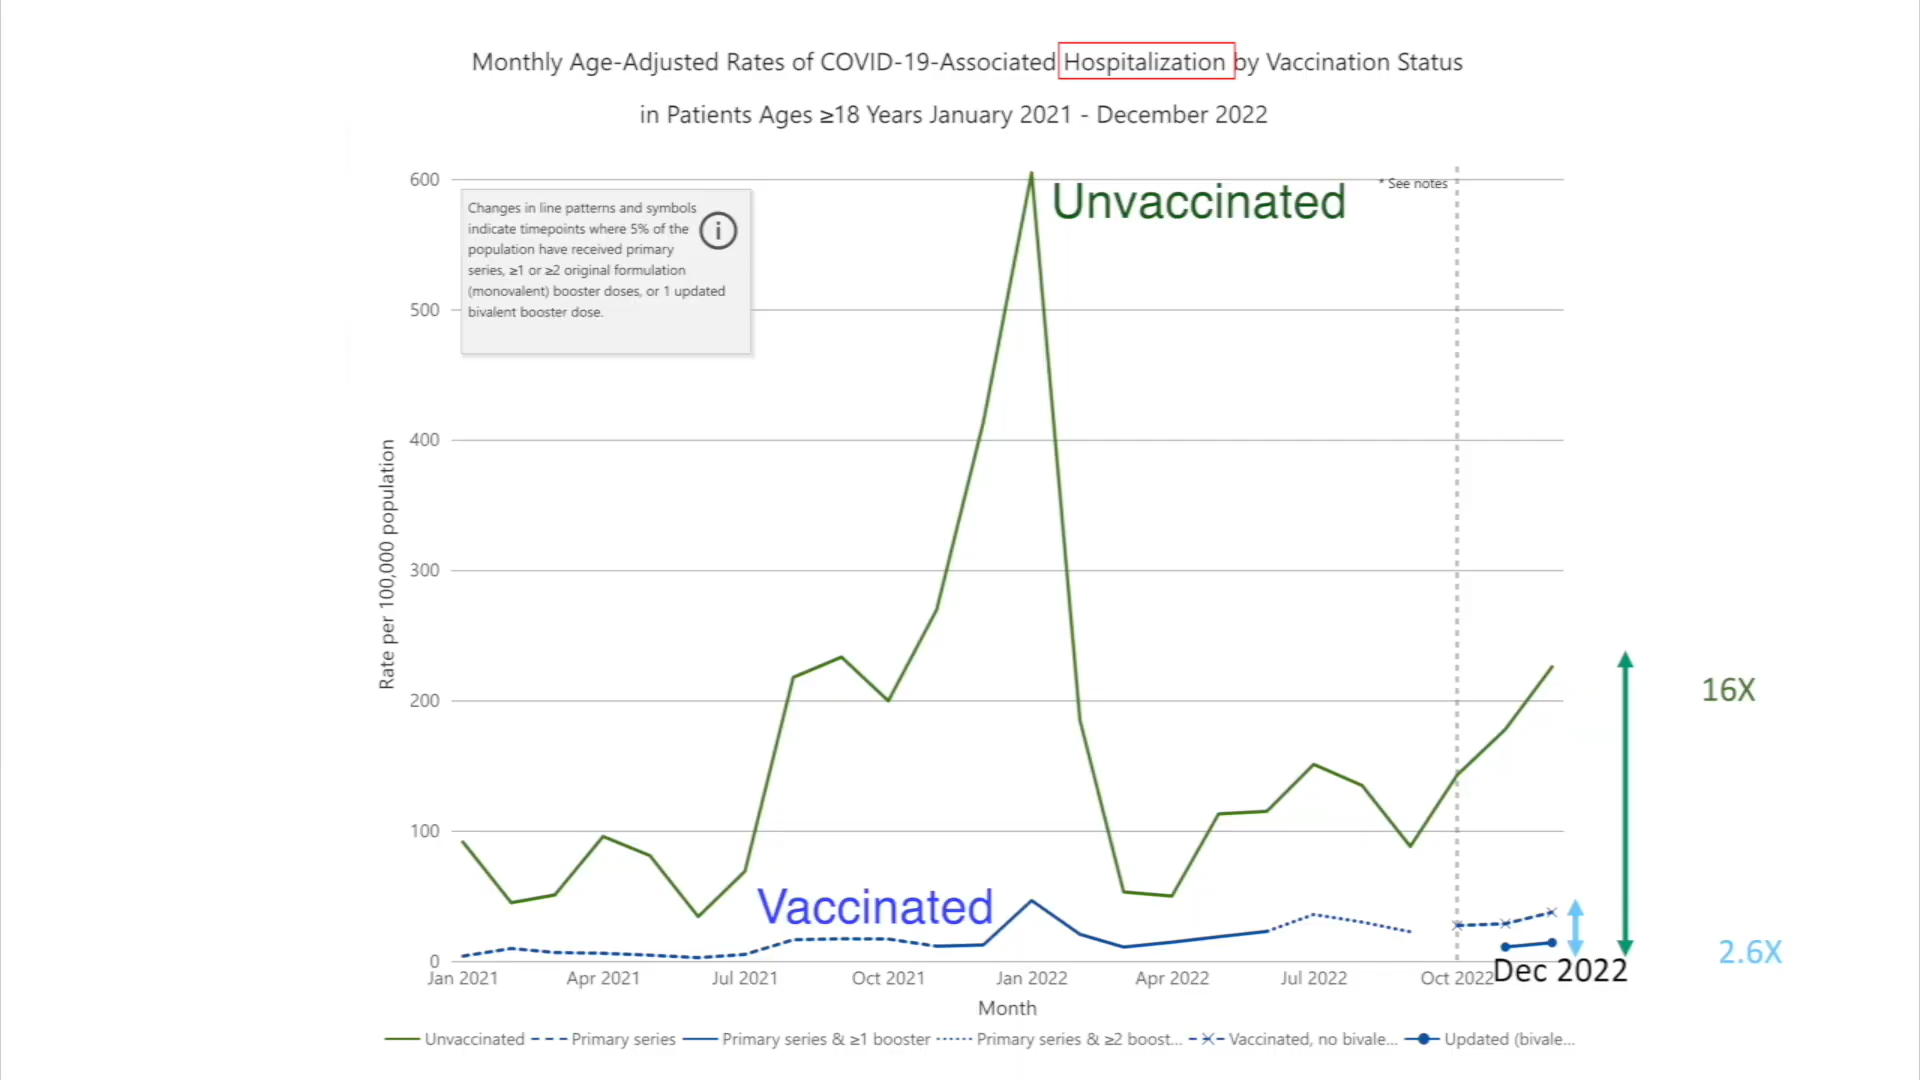 Monthly Age-Adjusted Rates of COVID-19-Associated Hospitalization by Vaccination Status
in Patients Ages ≥18 Years January 2021 - December 2022
600
500
400
300
200
100
0
Rate per 100,000 population
Changes in line patterns and symbols
indicate timepoints where 5% of the
population have received primary
series, ≥1 or ≥2 original formulation
(monovalent) booster doses, or 1 updated
bivalent booster dose.
i
Unvaccinated
* See notes
16X
Vaccinated
2.6X
Jan 2021 Apr 2021 Jul 2021 Oct 2021 Jan 2022 Apr 2022 Jul 2022 Oct 2022 Dec 2022
Month
Unvaccinated Primary series Primary series & ≥1 booster Primary series & ≥2 boost... Vaccinated, no bivale... Updated (bivale...